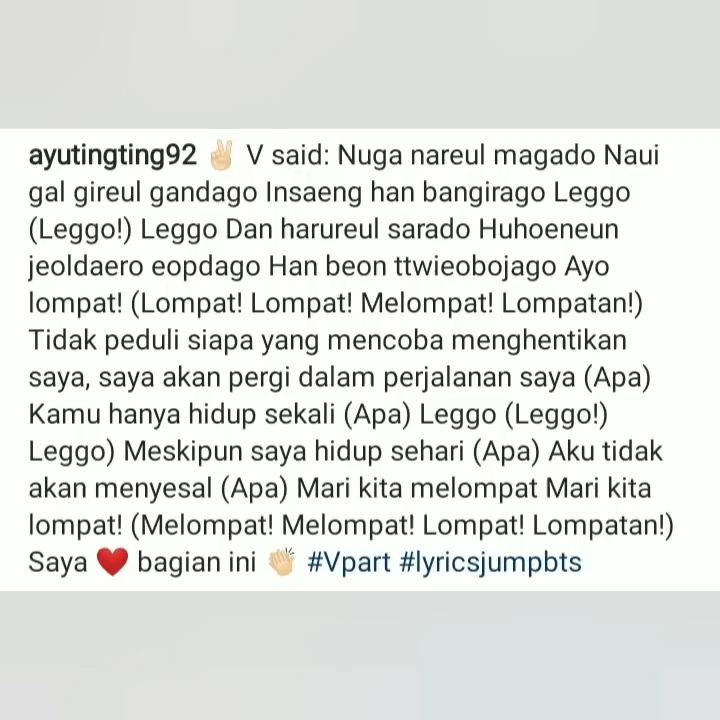 ayutingting92 ✌🏻 V said: Nuga nareul magado Naui
gal gireul gandago Insaeng han bangirago Leggo
(Leggo!) Leggo Dan harureul sarado Huhoeneun
jeoldaero eopdago Han beon ttwieobojago Ayo
lompat! (Lompat! Lompat! Melompat! Lompatan!)
Tidak peduli siapa yang mencoba menghentikan
saya, saya akan pergi dalam perjalanan saya (Apa)
Kamu hanya hidup sekali (Apa) Leggo (Leggo!)
Leggo) Meskipun saya hidup sehari (Apa) Aku tidak
akan menyesal (Apa) Mari kita melompat Mari kita
lompat! (Melompat! Melompat! Lompat! Lompatan!)
Saya ❤️ bagian ini 👏🏻 #Vpart #lyricsjumpbts